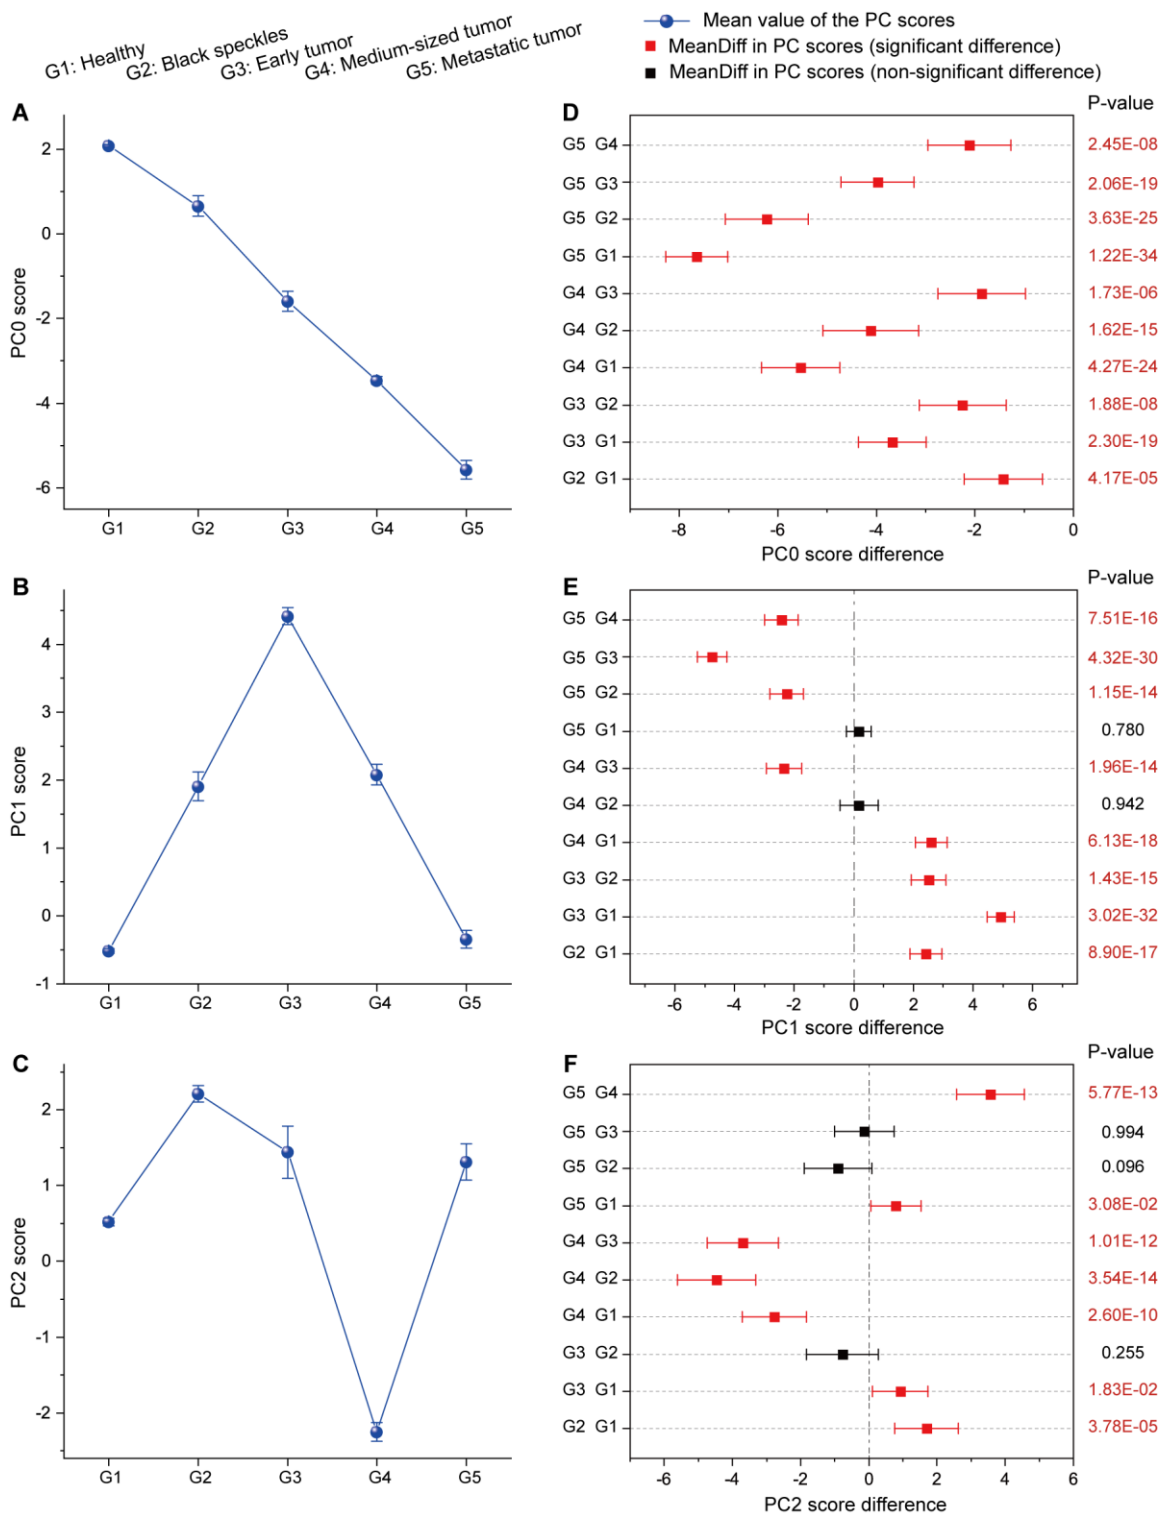 G1: Healthy
G2: Black speckles
G3: Early tumor
G4: Medium-sized tumor
G5: Metastatic tumor
Mean value of the PC scores
MeanDiff in PC scores (significant difference)
MeanDiff in PC scores (non-significant difference)
A
PC0 score
2
0
-2
-4
-6
G1 G2 G3 G4 G5
D
P-value
G5 G4 2.45E-08
G5 G3 2.06E-19
G5 G2 3.63E-25
G5 G1 1.22E-34
G4 G3 1.73E-06
G4 G2 1.62E-15
G4 G1 4.27E-24
G3 G2 1.88E-08
G3 G1 2.30E-19
G2 G1 4.17E-05
-8 -6 -4 -2 0
PC0 score difference
B
PC1 score
4
3
2
1
0
-1
G1 G2 G3 G4 G5
E
P-value
G5 G4 7.51E-16
G5 G3 4.32E-30
G5 G2 1.15E-14
G5 G1 0.780
G4 G3 1.96E-14
G4 G2 0.942
G4 G1 6.13E-18
G3 G2 1.43E-15
G3 G1 3.02E-32
G2 G1 8.90E-17
-6 -4 -2 0 2 4 6
PC1 score difference
C
PC2 score
2
1
0
-1
-2
G1 G2 G3 G4 G5
F
P-value
G5 G4 5.77E-13
G5 G3 0.994
G5 G2 0.096
G5 G1 3.08E-02
G4 G3 1.01E-12
G4 G2 3.54E-14
G4 G1 2.60E-10
G3 G2 0.255
G3 G1 1.83E-02
G2 G1 3.78E-05
-6 -4 -2 0 2 4 6
PC2 score difference